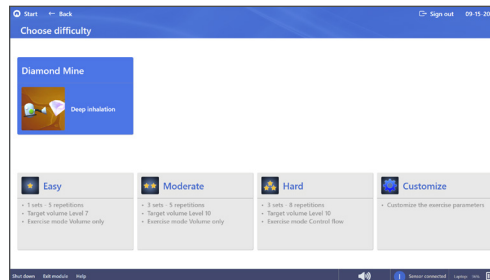 Start ← Back
Sign out 09-15-20
Choose difficulty
Diamond Mine
Deep inhalation
Easy
• 1 sets - 5 repetitions
• Target volume Level 7
• Exercise mode Volume only
Moderate
• 3 sets - 5 repetitions
• Target volume Level 10
• Exercise mode Volume only
Hard
• 3 sets - 8 repetitions
• Target volume Level 10
• Exercise mode Control flow
Customize
• Customize the exercise parameters
Shut down Exit module Help
Sensor connected